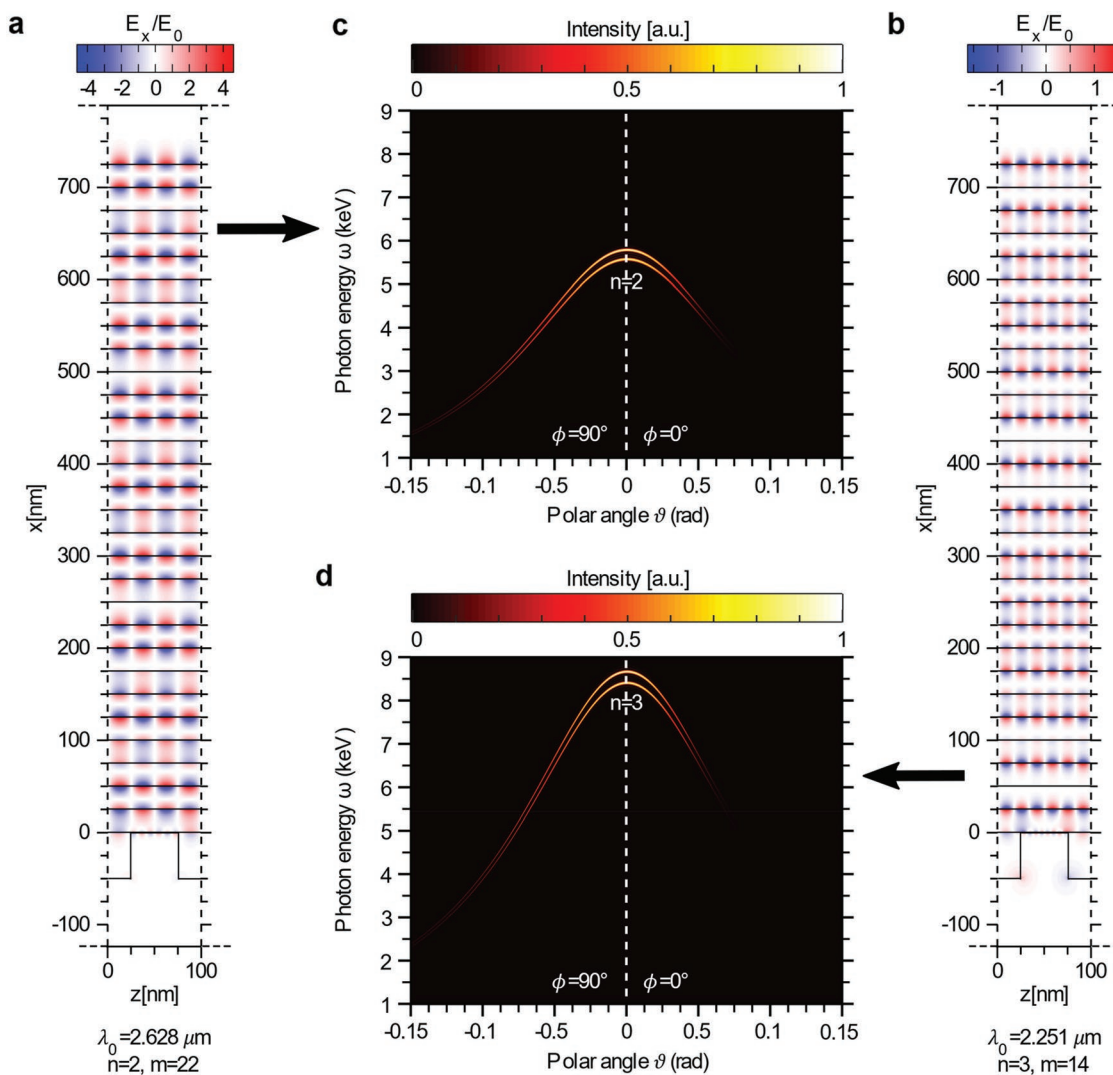 a
E_x/E_0
-4 -2 0 2 4
700
600
500
400
300
200
100
0
-100
x[nm]
0 100
z[nm]
λ_0=2.628 μm
n=2, m=22
c
Intensity [a.u.]
0 0.5 1
9
8
7
6
5
4
3
2
1
Photon energy ω (keV)
n=2
ϕ=90° ϕ=0°
-0.15 -0.1 -0.5 0 0.5 0.1 0.15
Polar angle ϑ (rad)
d
Intensity [a.u.]
0 0.5 1
9
8
7
6
5
4
3
2
1
Photon energy ω (keV)
n=3
ϕ=90° ϕ=0°
-0.15 -0.1 -0.5 0 0.5 0.1 0.15
Polar angle ϑ (rad)
b
E_x/E_0
-1 0 1
700
600
500
400
300
200
100
0
-100
x[nm]
0 100
z[nm]
λ_0=2.251 μm
n=3, m=14